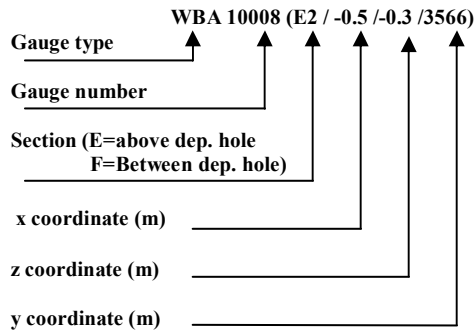 WBA 10008 (E2 / -0.5 /-0.3 /3566)
Gauge type
Gauge number
Section (E=above dep. hole
F=Between dep. hole)
x coordinate (m)
z coordinate (m)
y coordinate (m)